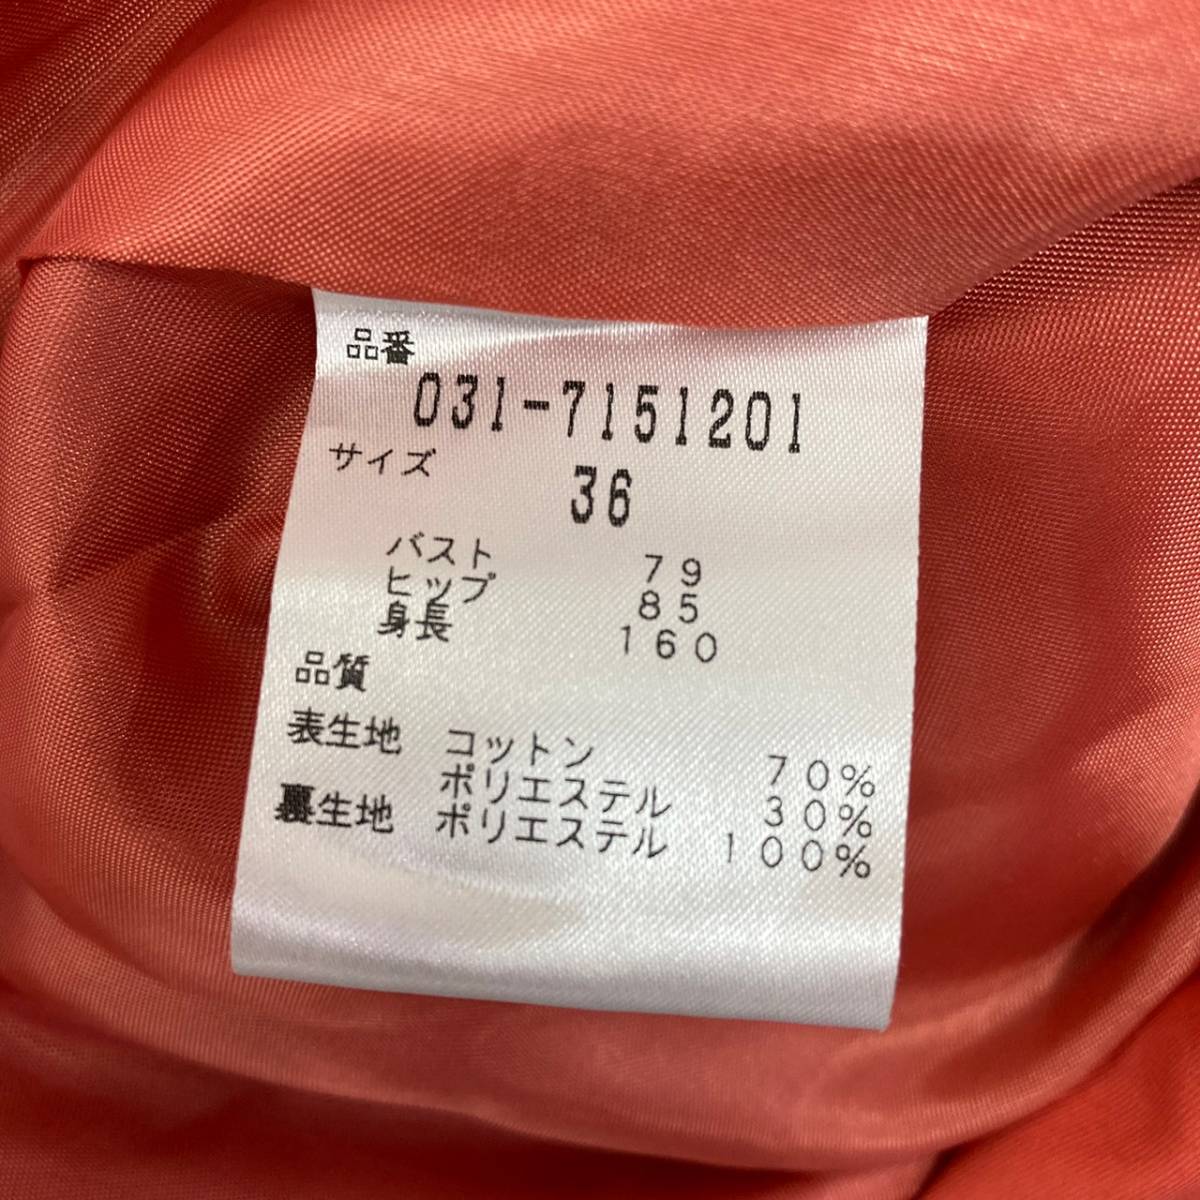 品番
031-7151201
サイズ 36
バスト 79
ヒップ 85
身長 160
品質
表生地 コットン 70%
ポリエステル 30%
裏生地 ポリエステル 100%